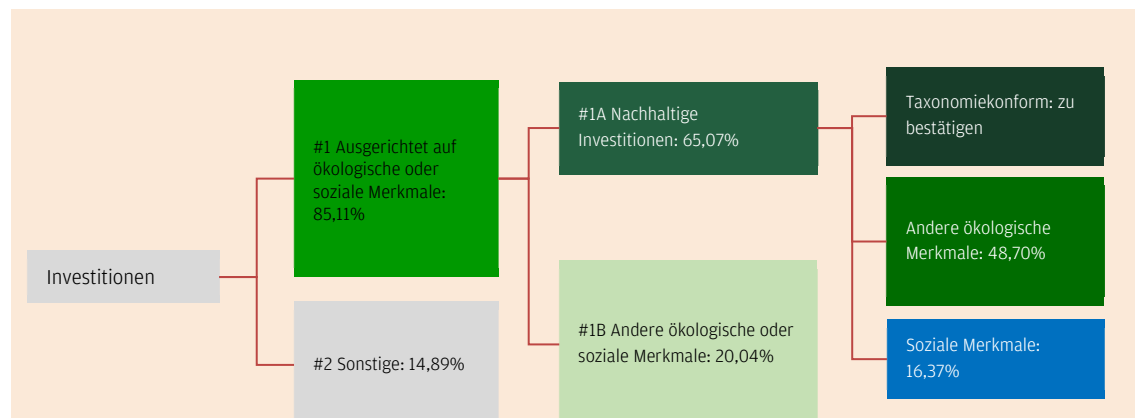 Investitionen
#1 Ausgerichtet auf
ökologische oder
soziale Merkmale:
85,11%
#2 Sonstige: 14,89%
#1A Nachhaltige
Investitionen: 65,07%
#1B Andere ökologische oder
soziale Merkmale: 20,04%
Taxonomiekonform: zu
bestätigen
Andere ökologische
Merkmale: 48,70%
Soziale Merkmale:
16,37%